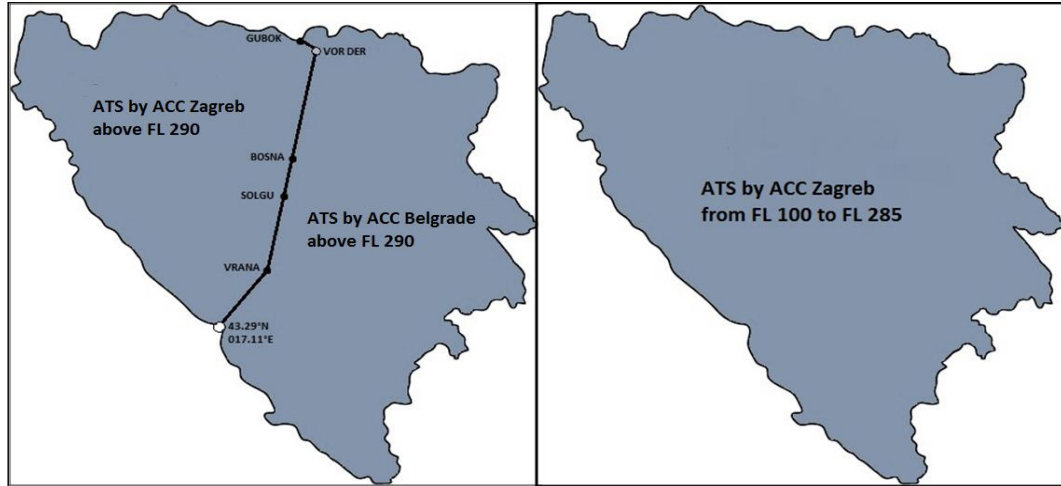 GUBOK
VOR DER
ATS by ACC Zagreb
above FL 290
BOSNA
SOLGU
ATS by ACC Belgrade
above FL 290
VRANA
43.29°N
017.11°E
ATS by ACC Zagreb
from FL 100 to FL 285